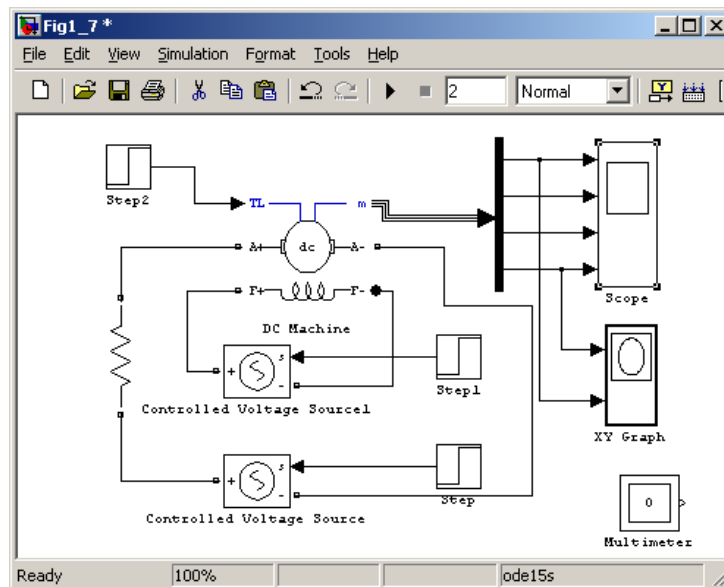 Fig1_7 *
File Edit View Simulation Format Tools Help
2 Normal
Step2
TL m
A+ dc A-
F+ F-
DC Machine
Scope
s
+ -
Step1
Controlled Voltage Source1
XY Graph
s
+ -
Step
Controlled Voltage Source
0
Multimeter
Ready 100% ode15s